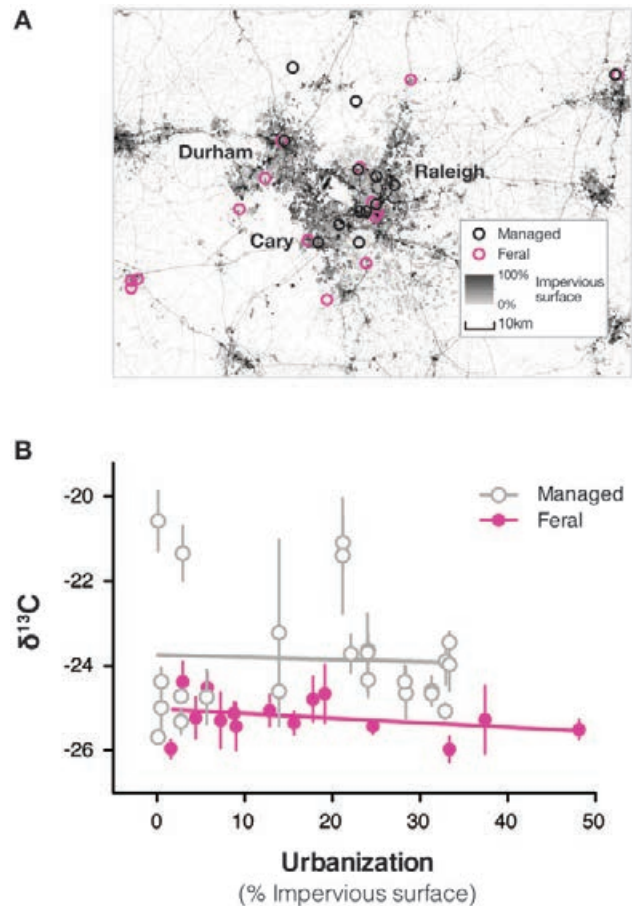 A
Durham
Raleigh
Cary
Managed
Feral
100%
0%
Impervious
surface
10km
B
Managed
Feral
δ¹³C
-20
-22
-24
-26
0
10
20
30
40
50
Urbanization
(% Impervious surface)